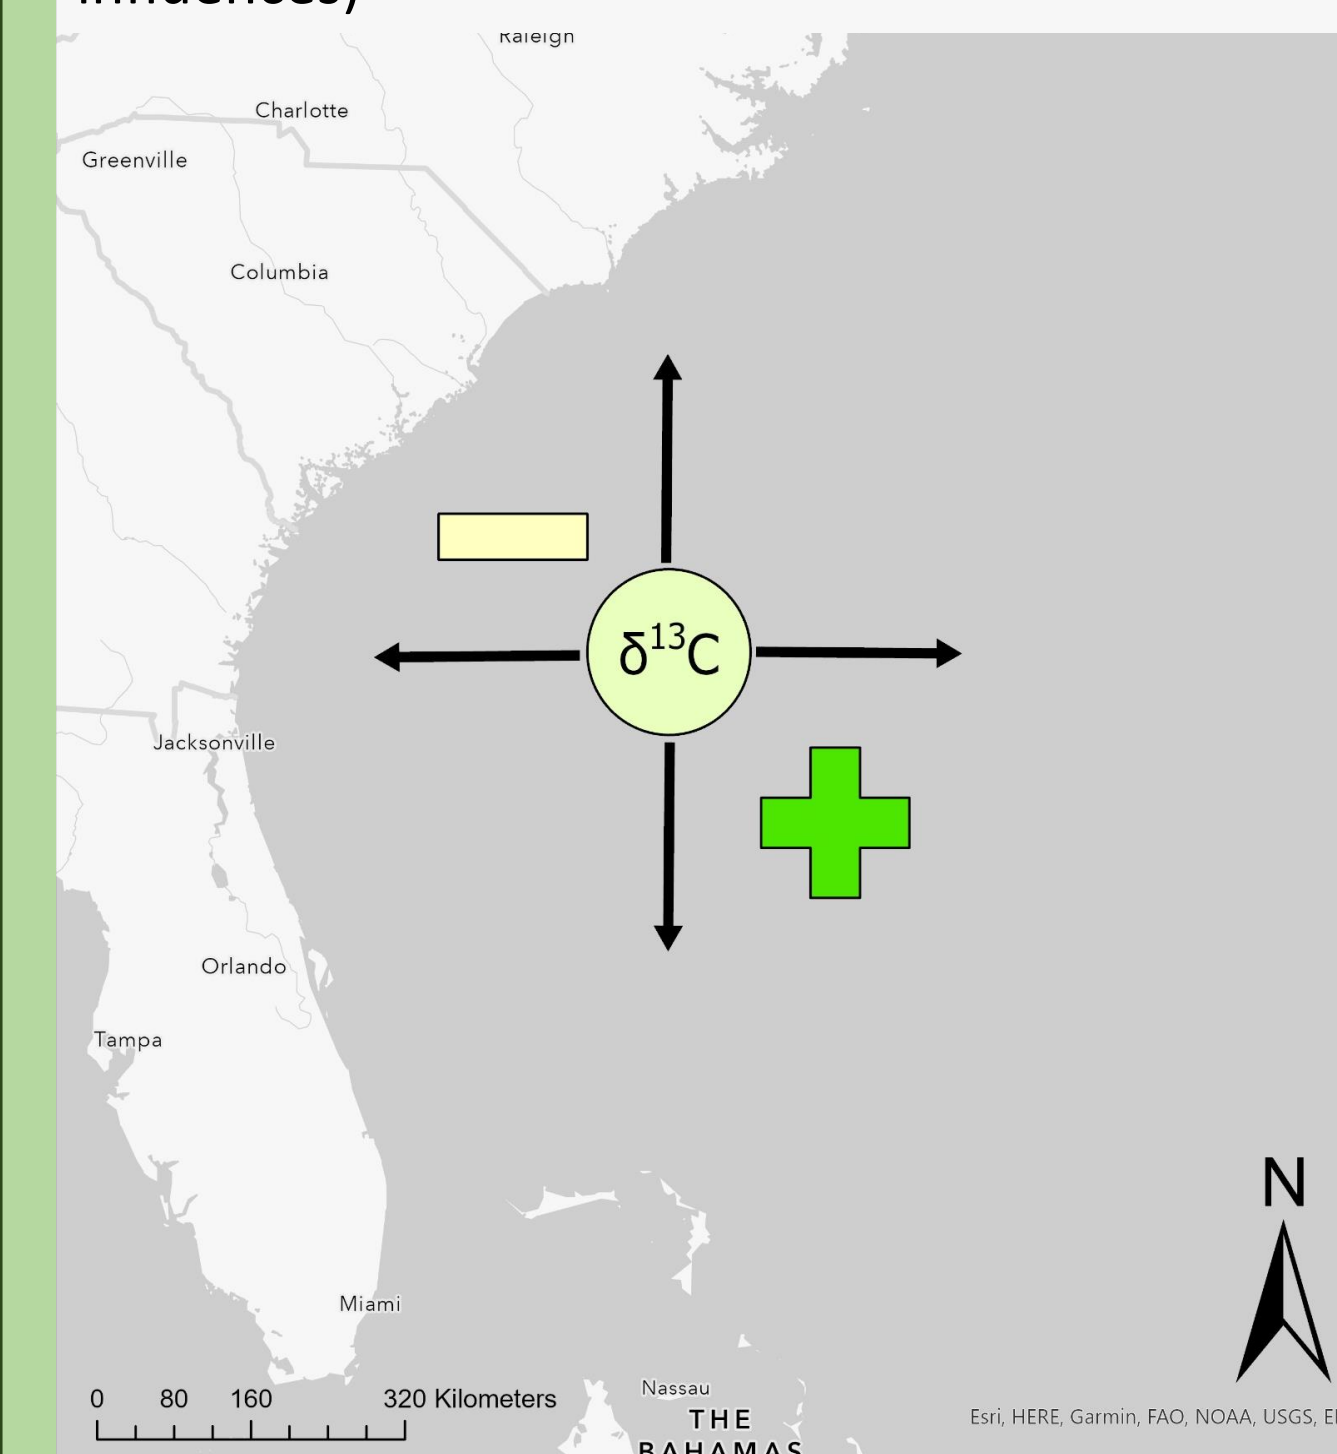 influences)
Raleigh
Charlotte
Greenville
Columbia
δ¹³C
Jacksonville
Orlando
Tampa
N
Miami
0 80 160 320 Kilometers
Nassau
Esri, HERE, Garmin, FAO, NOAA, USGS,
THE
BAHAMAS